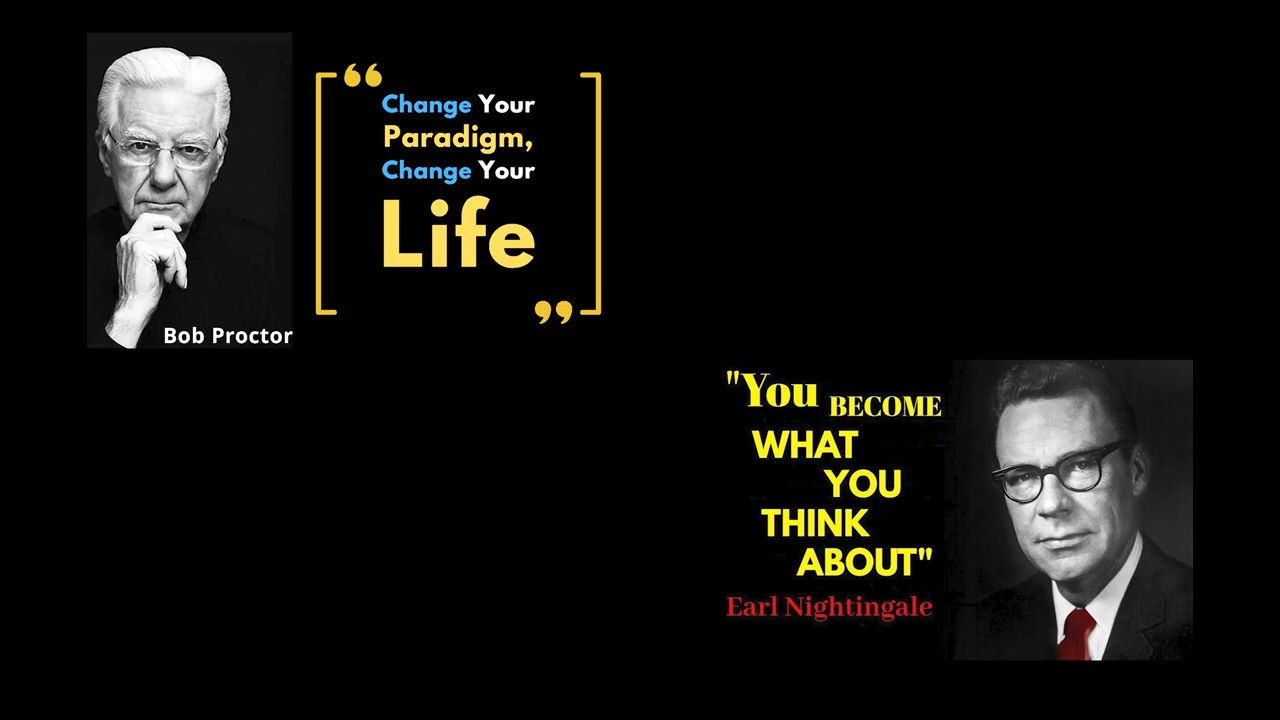 “
Change Your
Paradigm,
Change Your
Life
”
Bob Proctor
"You BECOME
WHAT
YOU
THINK
ABOUT"
Earl Nightingale